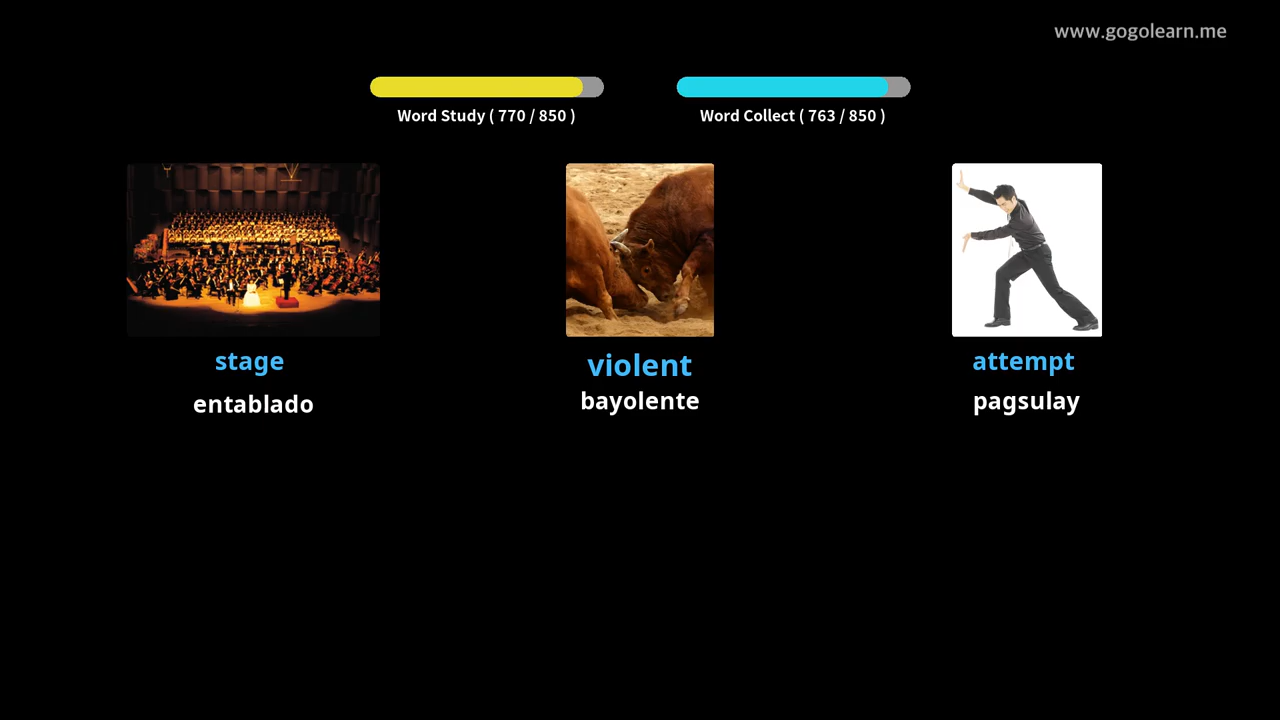 www.gogolearn.me
Word Study ( 770 / 850 )
Word Collect ( 763 / 850 )
stage
violent
attempt
entablado
bayolente
pagsulay